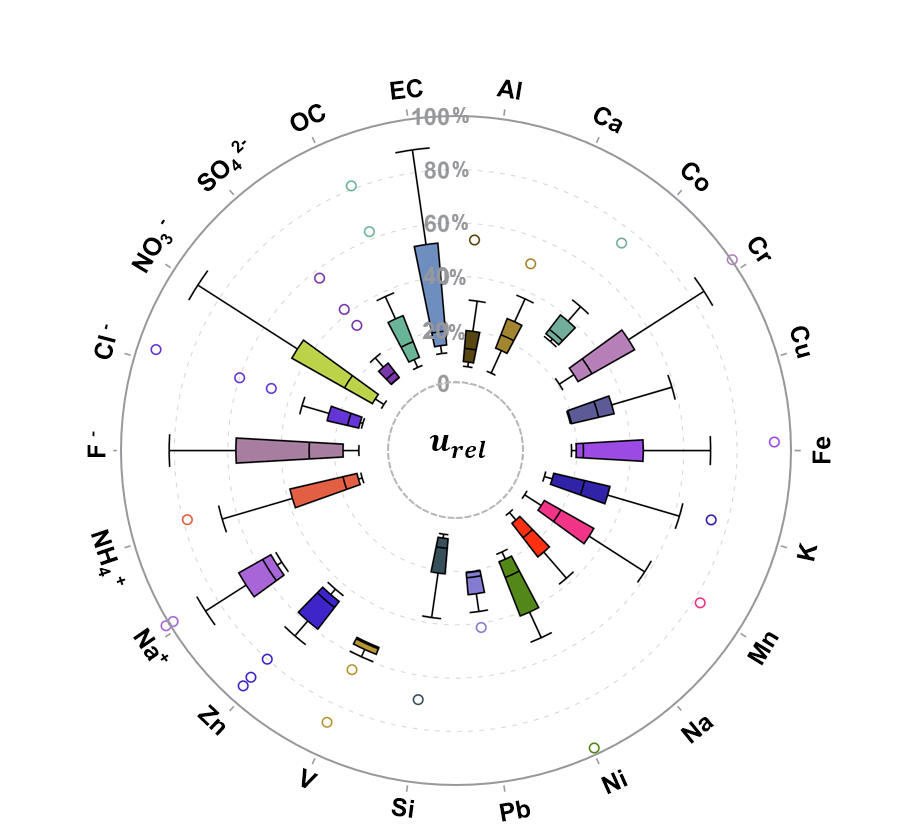 EC
Al
Ca
Co
Cr
Cu
Fe
K
Mn
Na
Ni
Pb
Si
V
Zn
Na⁺
NH₄⁺
F⁻
Cl⁻
NO₃⁻
SO₄²⁻
OC
100%
80%
60%
40%
20%
0
u_rel